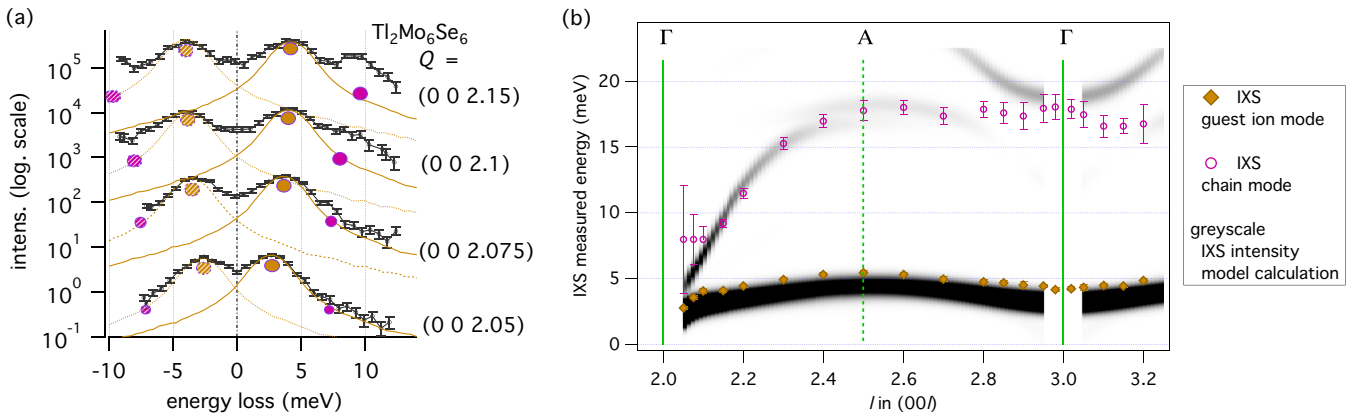 (a)
Tl2Mo6Se6
Q =
(0 0 2.15)
(0 0 2.1)
(0 0 2.075)
(0 0 2.05)
intens. (log. scale)
10^5
10^4
10^3
10^2
10^1
10^0
10^-1
-10 -5 0 5 10
energy loss (meV)
(b)
Γ A Γ
IXS measured energy (meV)
20
15
10
5
0
2.0 2.2 2.4 2.6 2.8 3.0 3.2
l in (00l)
IXS
guest ion mode
IXS
chain mode
greyscale
IXS intensity
model calculation